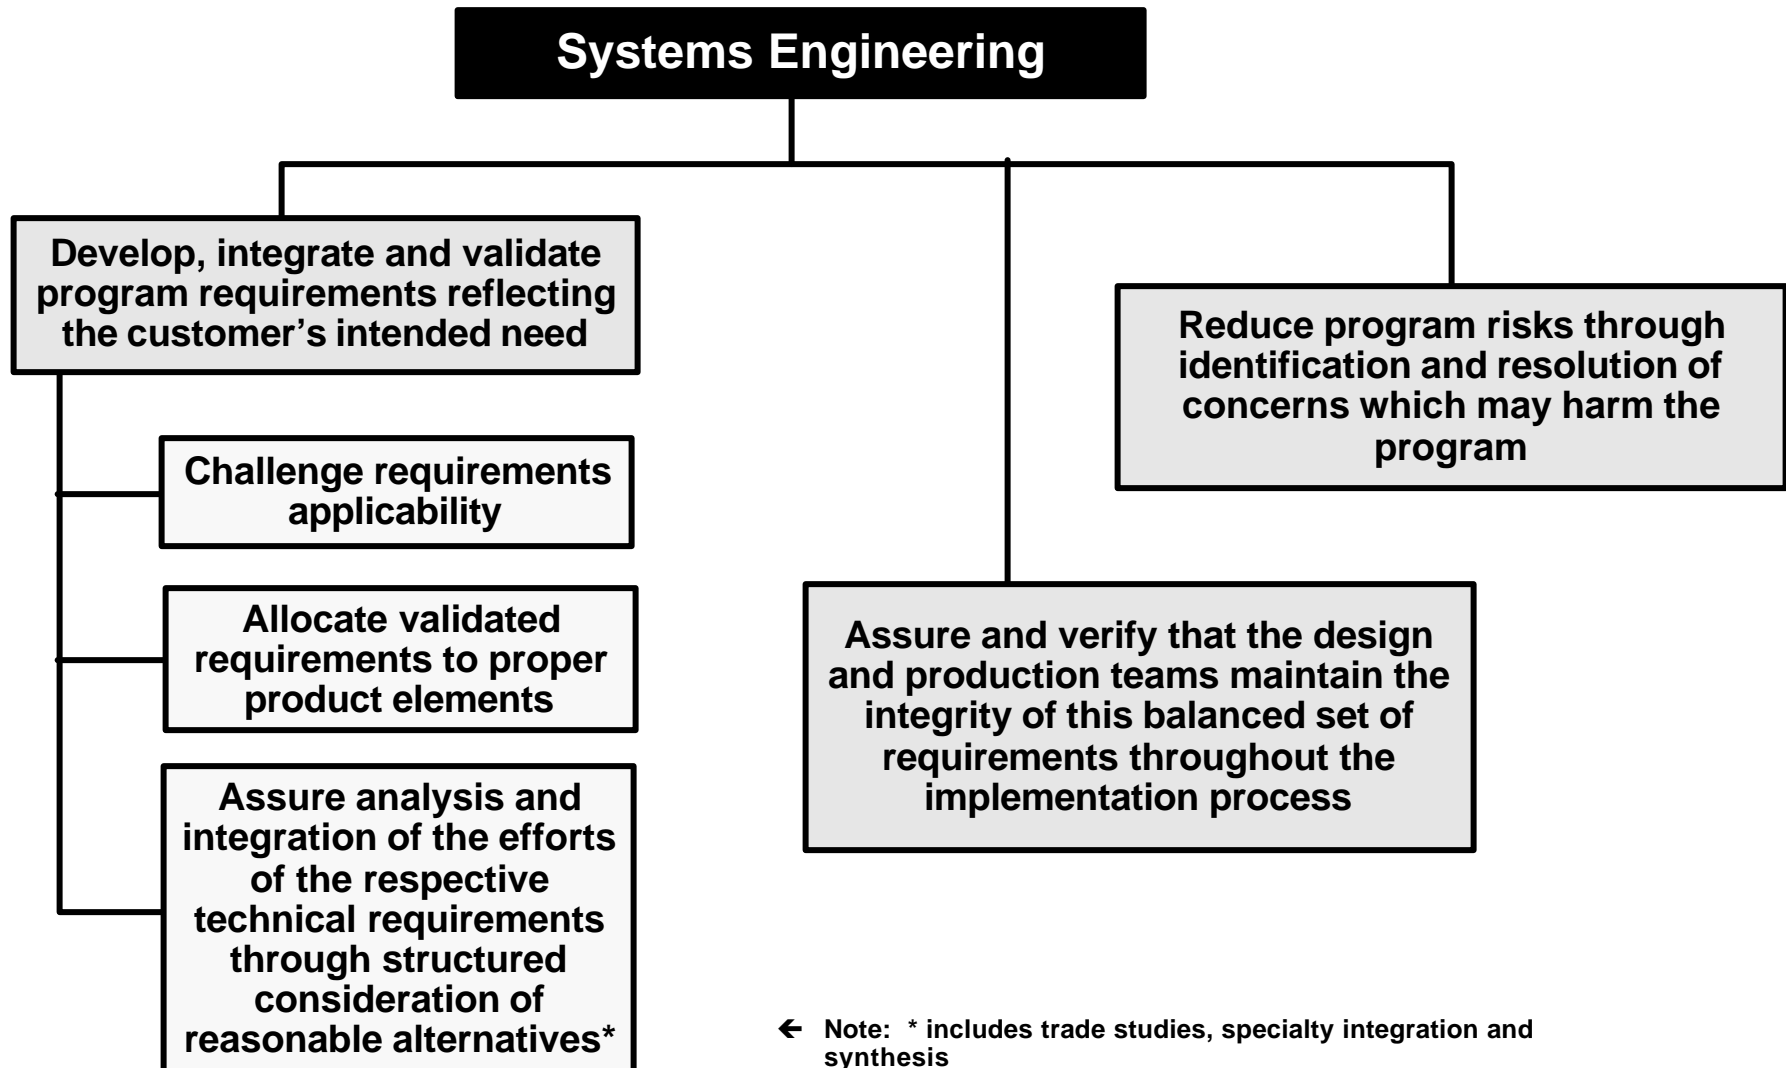 Systems Engineering
Develop, integrate and validate
program requirements reflecting
the customer’s intended need
Challenge requirements
applicability
Allocate validated
requirements to proper
product elements
Assure analysis and
integration of the efforts
of the respective
technical requirements
through structured
consideration of
reasonable alternatives*
Assure and verify that the design
and production teams maintain the
integrity of this balanced set of
requirements throughout the
implementation process
Reduce program risks through
identification and resolution of
concerns which may harm the
program
← Note: * includes trade studies, specialty integration and
synthesis